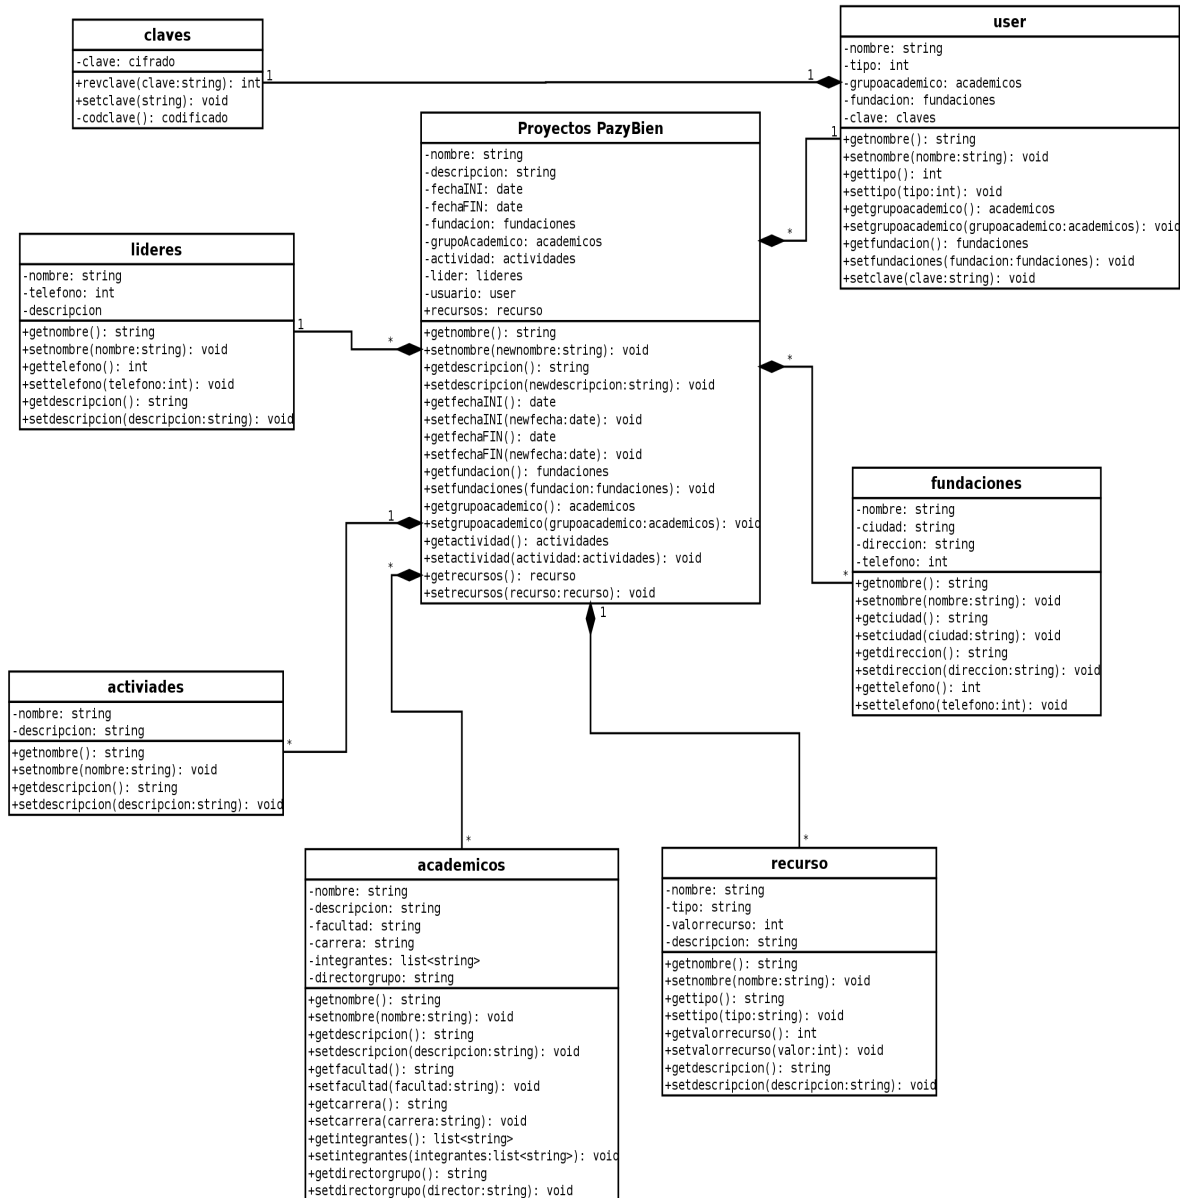 claves
-clave: cifrado
+revclave(clave:string): int
+setclave(string): void
-codclave(): codificado
1
1
user
-nombre: string
-tipo: int
-grupoacademico: academicos
-fundacion: fundaciones
-clave: claves
+getnombre(): string
+setnombre(nombre:string): void
+gettipo(): int
+settipo(tipo:int): void
+getgrupoacademico(): academicos
+setgrupoacademico(grupoacademico:academicos): void
+getfundacion(): fundaciones
+setfundaciones(fundacion:fundaciones): void
+setclave(clave:string): void
1
*
Proyectos PazyBien
-nombre: string
-descripcion: string
-fechaINI: date
-fechaFIN: date
-fundacion: fundaciones
-grupoAcademico: academicos
-actividad: actividades
-lider: lideres
-usuario: user
+recursos: recurso
+getnombre(): string
+setnombre(newnombre:string): void
+getdescripcion(): string
+setdescripcion(newdescripcion:string): void
+getfechaINI(): date
+setfechaINI(newfecha:date): void
+getfechaFIN(): date
+setfechaFIN(newfecha:date): void
+getfundacion(): fundaciones
+setfundaciones(fundacion:fundaciones): void
+getgrupoacademico(): academicos
+setgrupoacademico(grupoacademico:academicos): void
+getactividad(): actividades
+setactividad(actividad:actividades): void
+getrecursos(): recurso
+setrecursos(recurso:recurso): void
lideres
-nombre: string
-telefono: int
-descripcion
+getnombre(): string
+setnombre(nombre:string): void
+gettelefono(): int
+settelefono(telefono:int): void
+getdescripcion(): string
+setdescripcion(descripcion:string): void
1
*
*
*
fundaciones
-nombre: string
-ciudad: string
-direccion: string
-telefono: int
+getnombre(): string
+setnombre(nombre:string): void
+getciudad(): string
+setciudad(ciudad:string): void
+getdireccion(): string
+setdireccion(direccion:string): void
+gettelefono(): int
+settelefono(telefono:int): void
1
*
1
activiades
-nombre: string
-descripcion: string
+getnombre(): string
+setnombre(nombre:string): void
+getdescripcion(): string
+setdescripcion(descripcion:string): void
*
*
academicos
-nombre: string
-descripcion: string
-facultad: string
-carrera: string
-integrantes: list<string>
-directorgrupo: string
+getnombre(): string
+setnombre(nombre:string): void
+getdescripcion(): string
+setdescripcion(descripcion:string): void
+getfacultad(): string
+setfacultad(facultad:string): void
+getcarrera(): string
+setcarrera(carrera:string): void
+getintegrantes(): list<string>
+setintegrantes(integrantes:list<string>): void
+getdirectorgrupo(): string
+setdirectorgrupo(director:string): void
*
recurso
-nombre: string
-tipo: string
-valorrecurso: int
-descripcion: string
+getnombre(): string
+setnombre(nombre:string): void
+gettipo(): string
+settipo(tipo:string): void
+getvalorrecurso(): int
+setvalorrecurso(valor:int): void
+getdescripcion(): string
+setdescripcion(descripcion:string): void